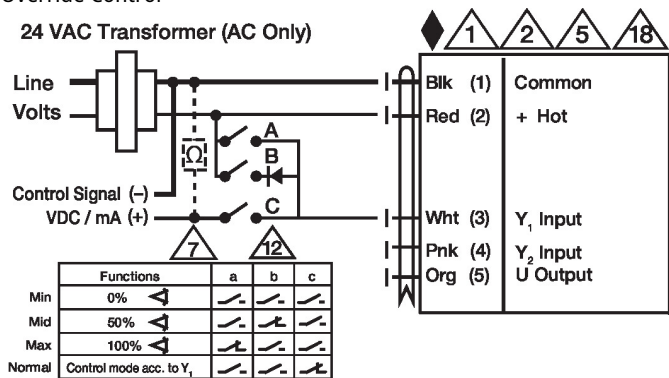 Override Control
24 VAC Transformer (AC Only)
1 2 5 18
Line
Volts
Blk (1) Common
Red (2) + Hot
A
B
C
Ω
Control Signal (–)
VDC / mA (+)
Wht (3) Y1 Input
Pnk (4) Y2 Input
Org (5) U Output
7 12
Functions a b c
Min 0%
Mid 50%
Max 100%
Normal Control mode acc. to Y1